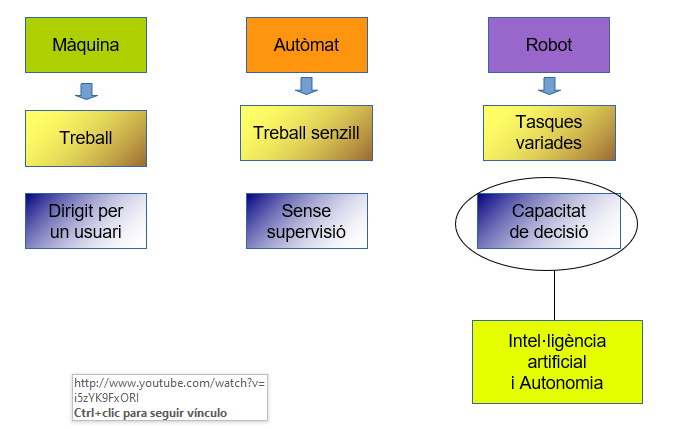 Màquina
Autòmat
Robot
Treball
Treball senzill
Tasques
variades
Dirigit per
un usuari
Sense
supervisió
Capacitat
de decisió
Intel·ligència
artificial
i Autonomia
http://www.youtube.com/watch?v=
i5zYK9FxORI
Ctrl+clic para seguir vínculo